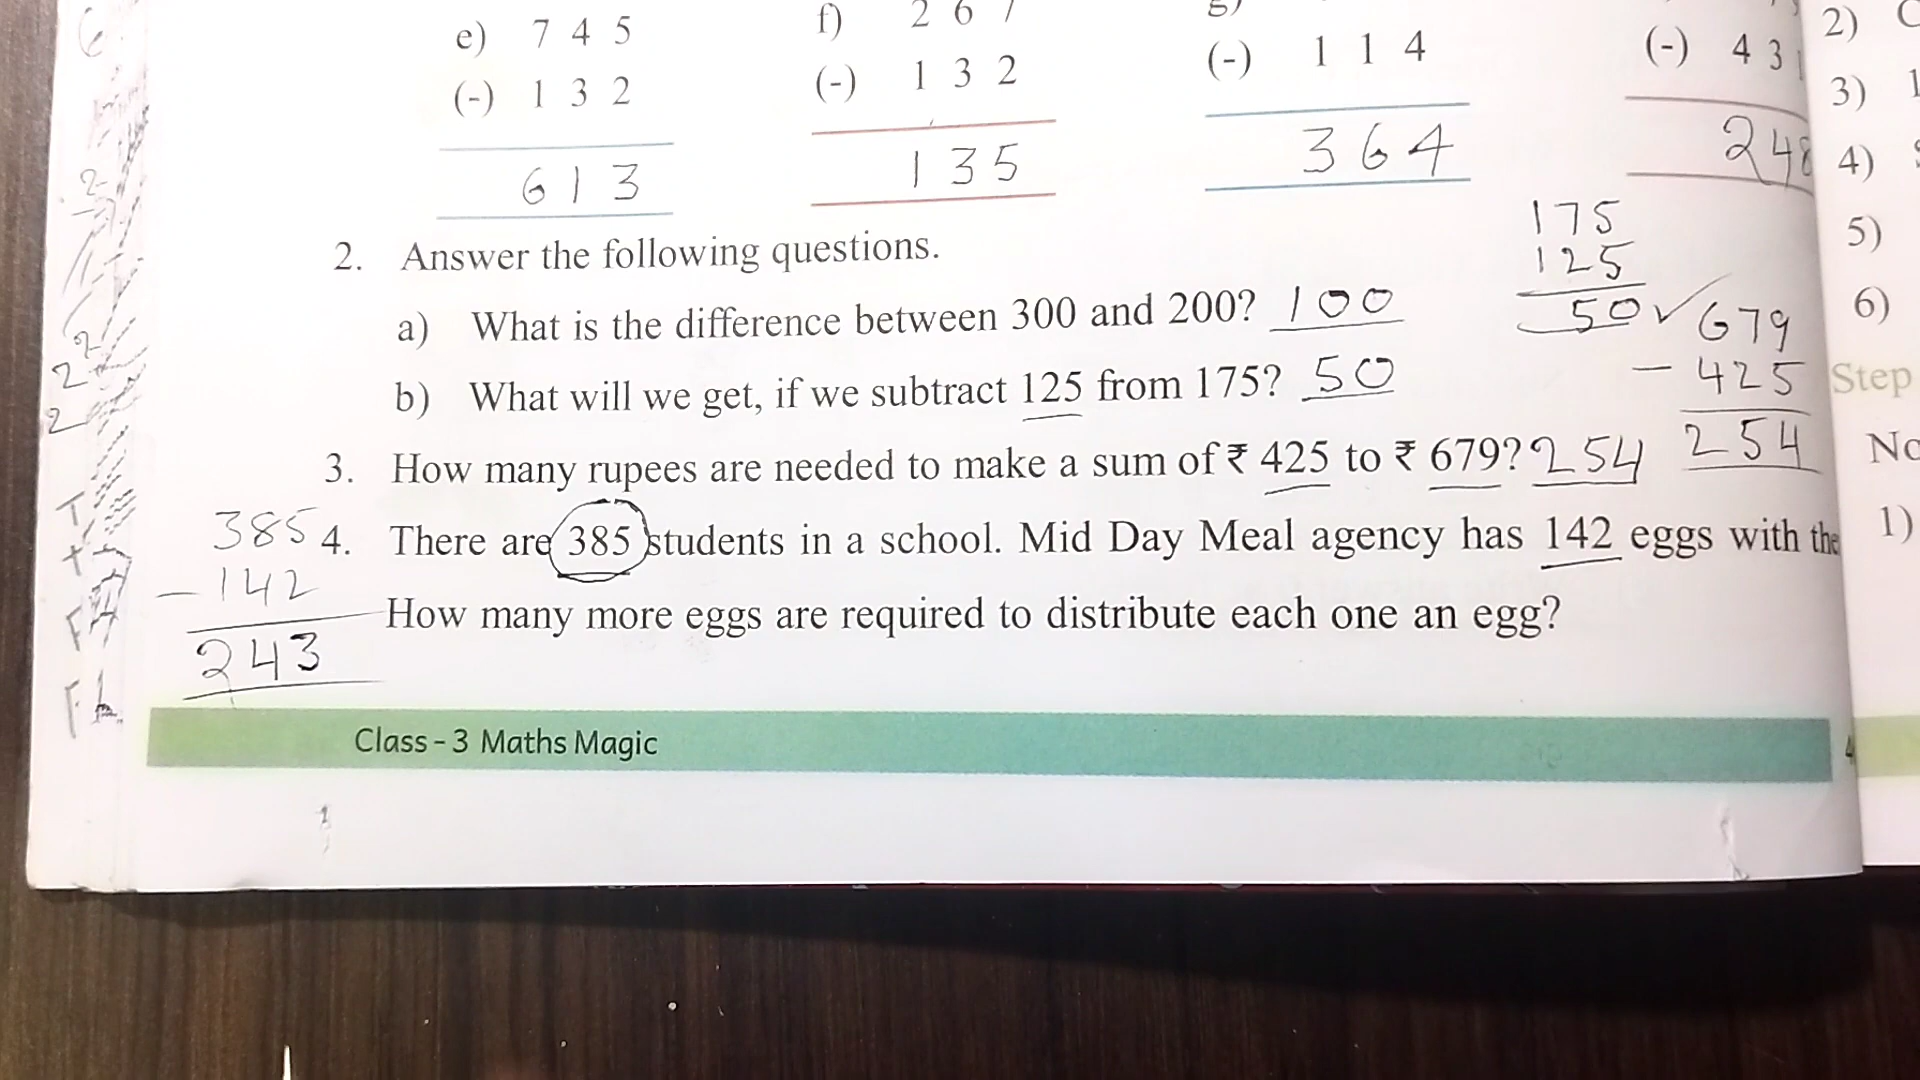 e) 7 4 5
(-) 1 3 2
6 1 3
f) 2 6 7
(-) 1 3 2
1 3 5
g)
(-) 1 1 4
3 6 4
(-) 4 3
2 4 8
2. Answer the following questions.
a) What is the difference between 300 and 200? 100
b) What will we get, if we subtract 125 from 175? 50
175
125
50 ✓
3. How many rupees are needed to make a sum of ₹ 425 to ₹ 679? 254
679
- 425
254
4. There are 385 students in a school. Mid Day Meal agency has 142 eggs with the
How many more eggs are required to distribute each one an egg?
385
- 142
243
Class - 3 Maths Magic
2)
3)
4)
5)
6)
Step
No
1)